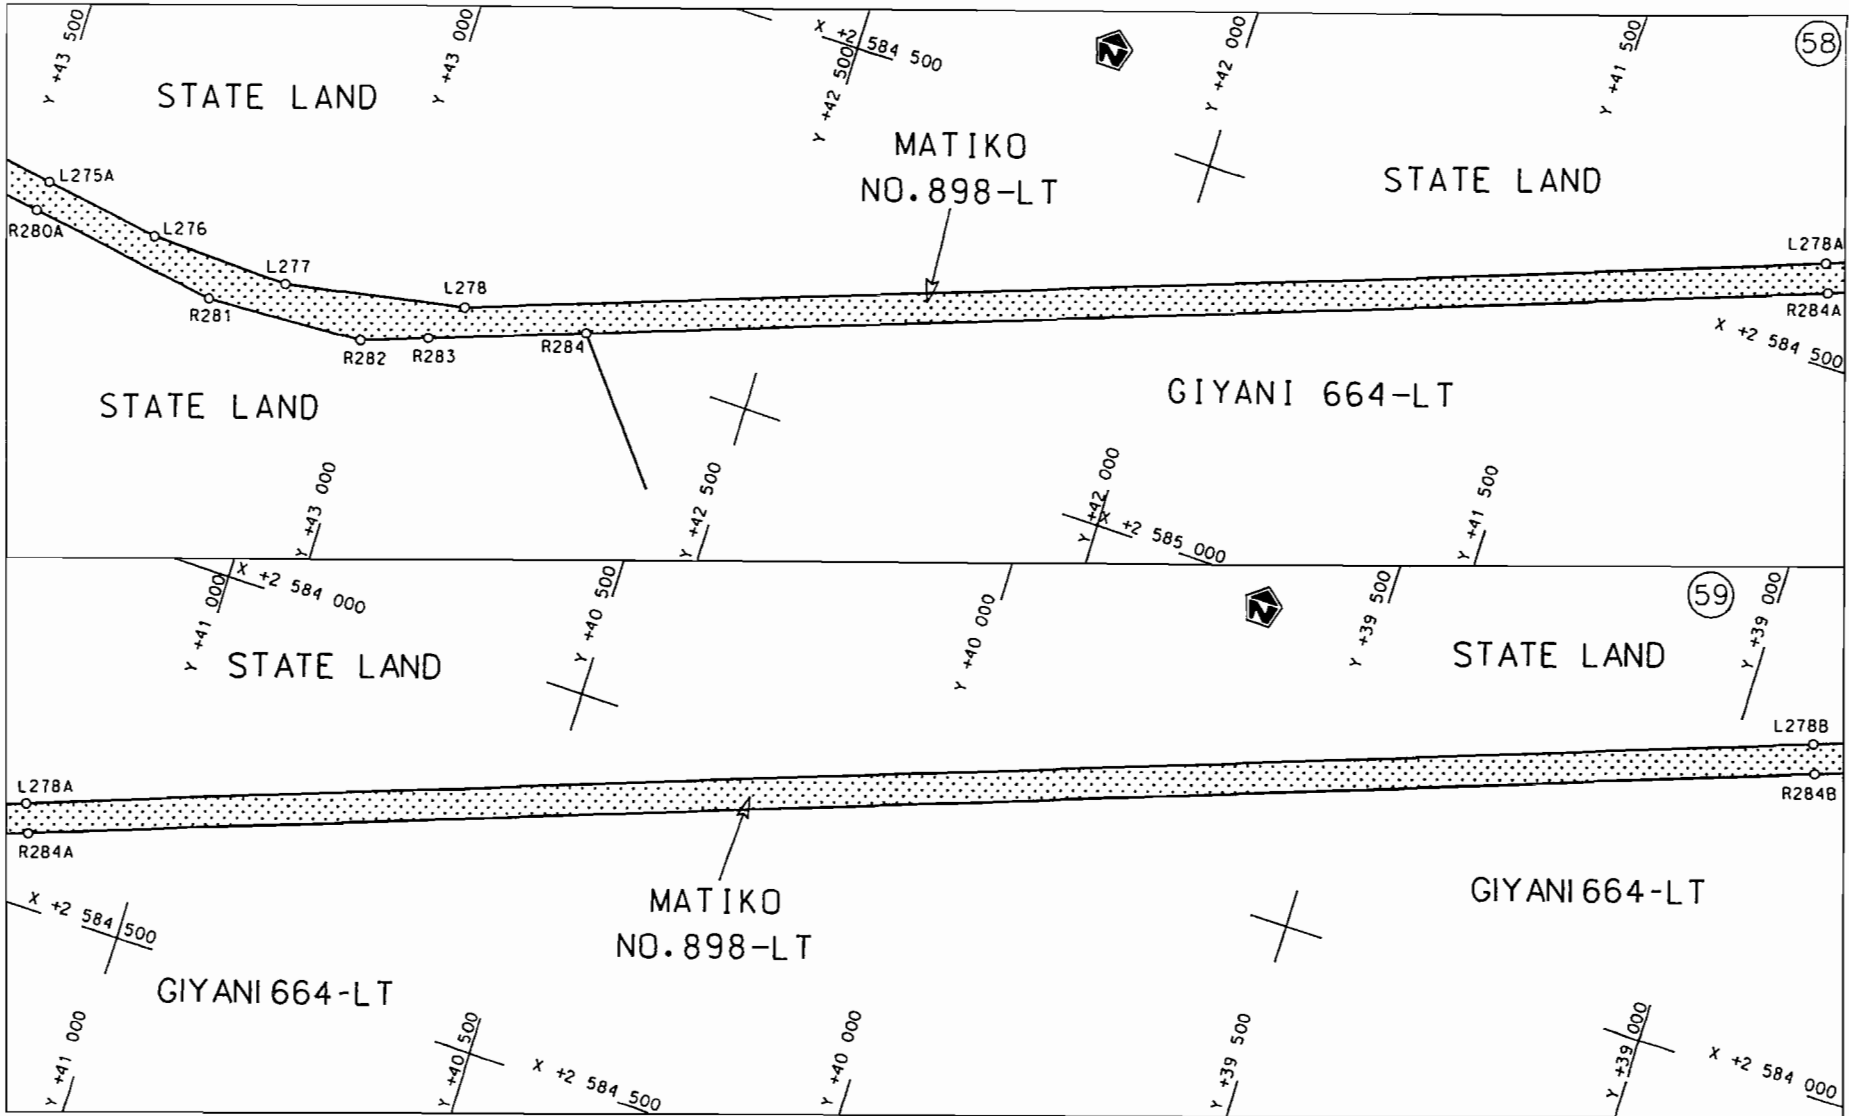 Y +43 500
Y +43 000
X +2 584 500
Y +42 500
Y +42 000
Y +41 500
58
STATE LAND
MATIKO
NO.898-LT
STATE LAND
N
L275A
R280A
L276
L277
L278
L278A
R281
R282
R283
R284
R284A
X +2 584 500
STATE LAND
GIYANI 664-LT
Y +43 000
Y +42 500
Y +42 000
X +2 585 000
Y +41 500
Y +41 000
X +2 584 000
Y +40 500
Y +40 000
N
Y +39 500
59
Y +39 000
STATE LAND
STATE LAND
L278B
L278A
R284B
R284A
MATIKO
NO.898-LT
GIYANI 664-LT
X +2 584 500
GIYANI 664-LT
Y +41 000
Y +40 500
X +2 584 500
Y +40 000
Y +39 500
Y +39 000
X +2 584 000